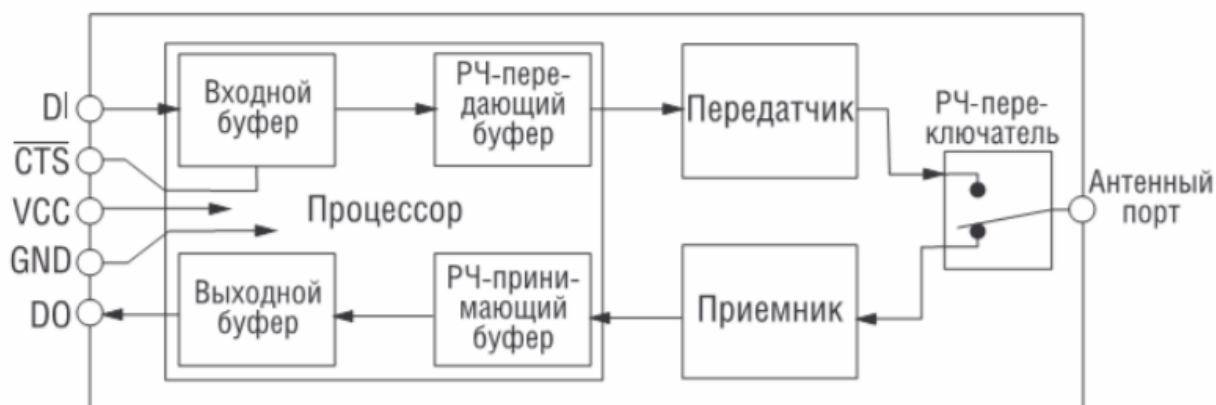 DI
CTS
VCC
GND
DO
Входной
буфер
РЧ-пере-
дающий
буфер
Передатчик
РЧ-пере-
ключатель
Антенный
порт
Процессор
Выходной
буфер
РЧ-прини-
мающий
буфер
Приемник